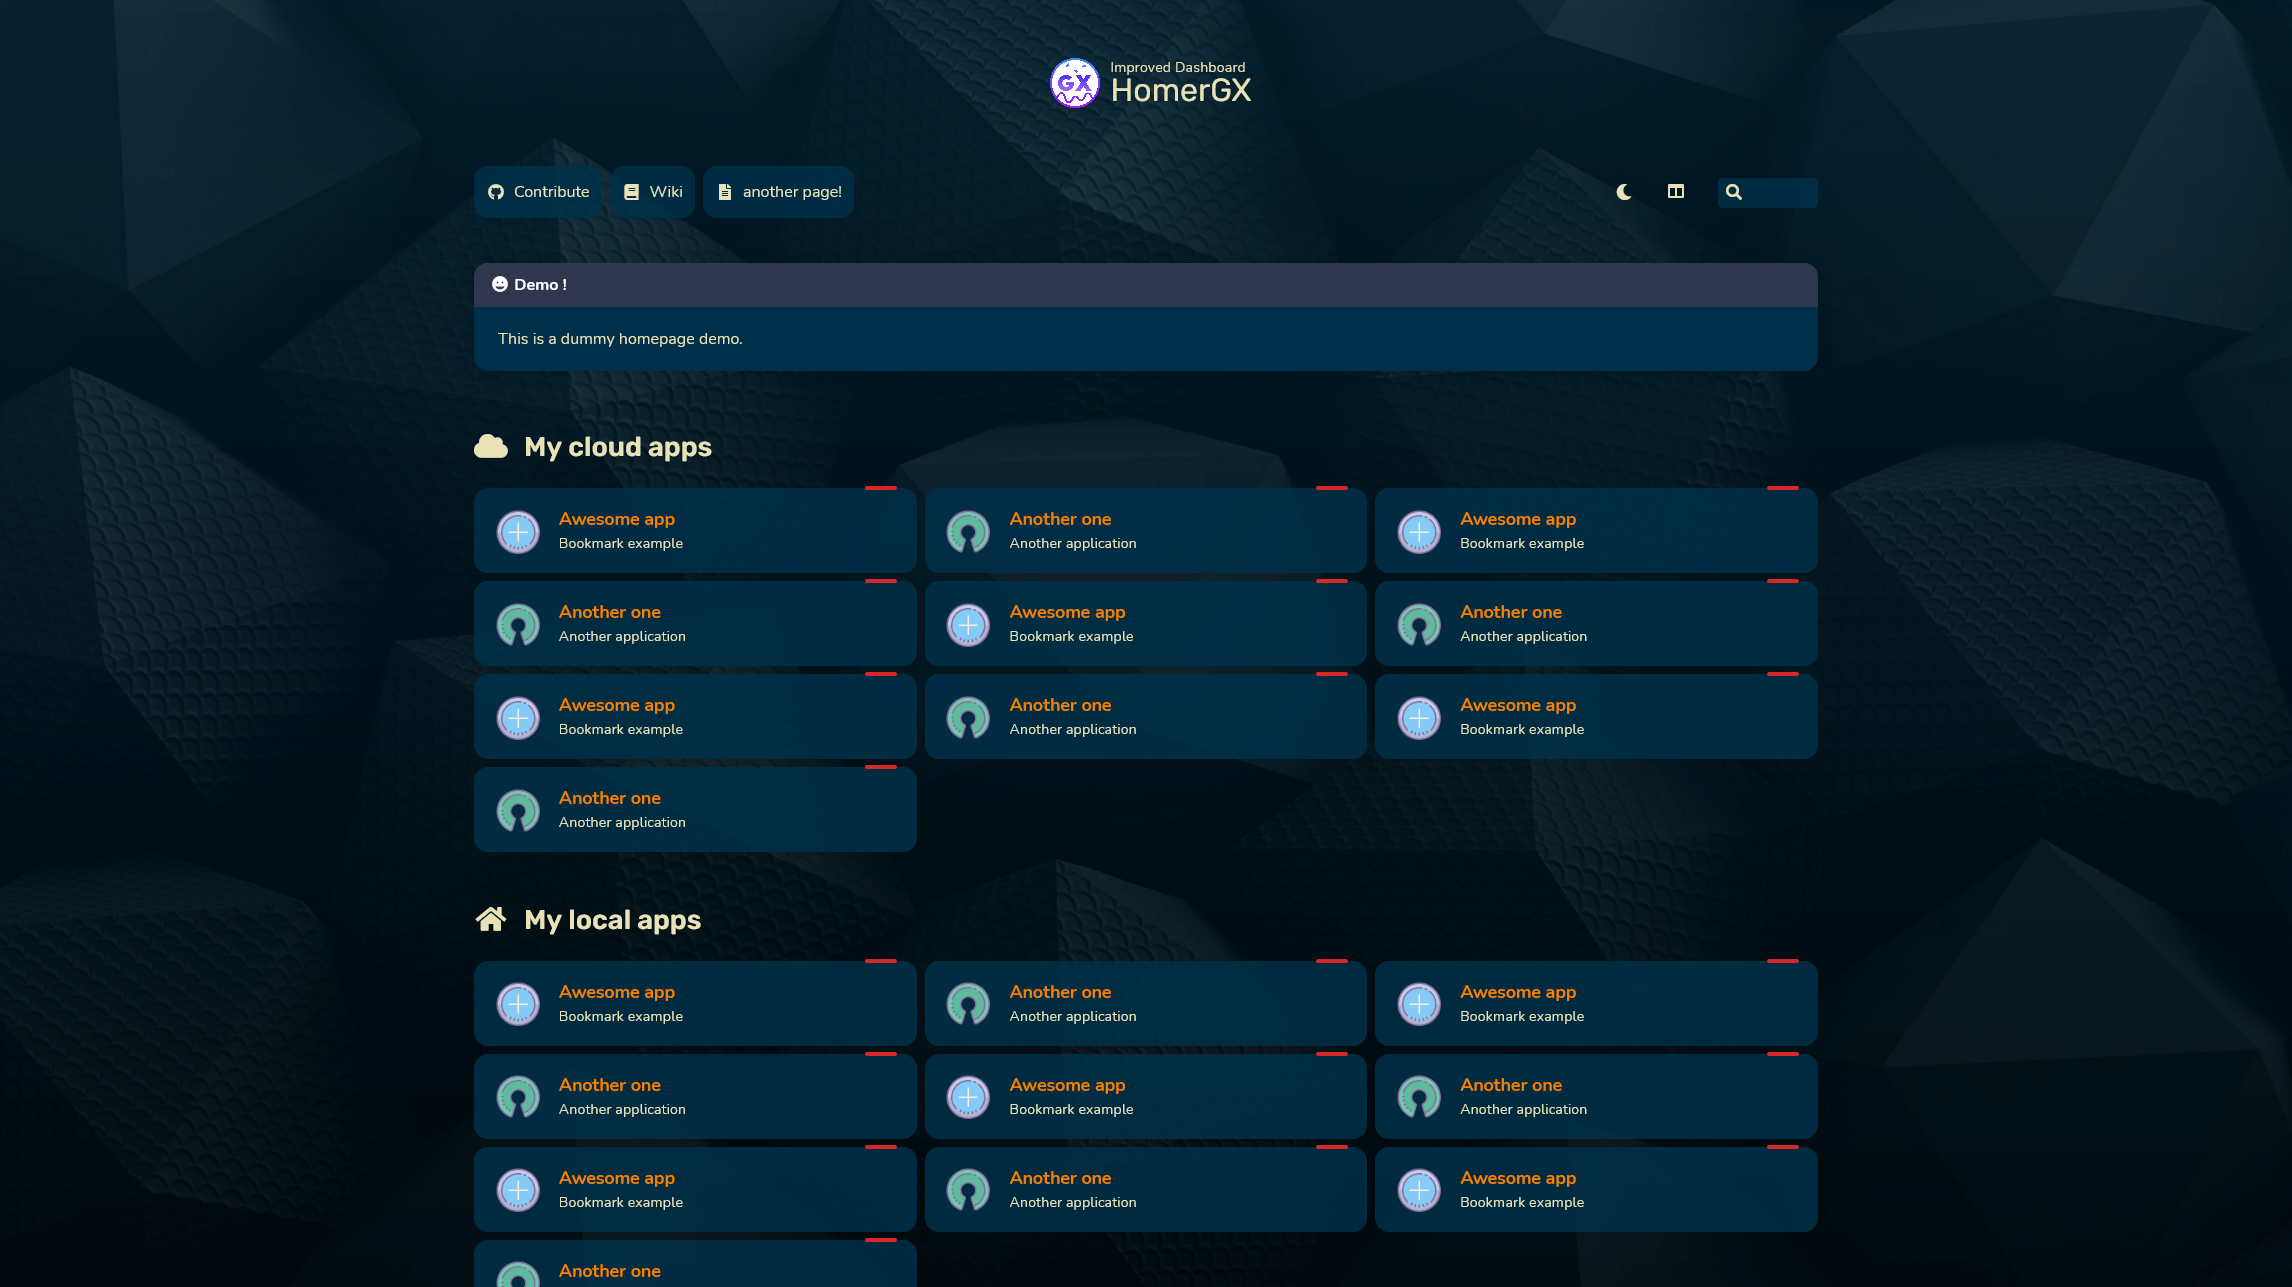 GX
Improved Dashboard
HomerGX
Contribute
Wiki
another page!
Demo !
This is a dummy homepage demo.
My cloud apps
Awesome app
Bookmark example
Another one
Another application
Awesome app
Bookmark example
Another one
Another application
Awesome app
Bookmark example
Another one
Another application
Awesome app
Bookmark example
Another one
Another application
Awesome app
Bookmark example
Another one
Another application
My local apps
Awesome app
Bookmark example
Another one
Another application
Awesome app
Bookmark example
Another one
Another application
Awesome app
Bookmark example
Another one
Another application
Awesome app
Bookmark example
Another one
Another application
Awesome app
Bookmark example
Another one